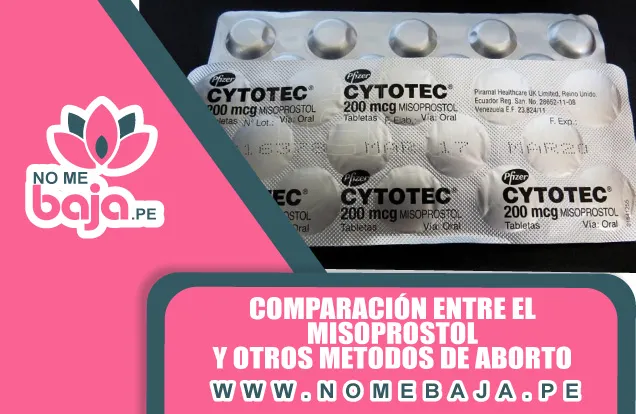 NO ME
baja.PE
Pfizer
CYTOTEC®
200 mcg MISOPROSTOL
Tabletas Vía: Oral
Nº Lot.:
Pfizer
CYTOTEC®
200 mcg MISOPROSTOL
Tabletas Vía: Oral
F. Elab.:
Piramal Healthcare UK Limited, Reino Unido.
Ecuador Reg. San. No. 28652-11-08
Venezuela E.F. 23.824/11
F. Exp.:
MAR 17 MAR20
Pfizer
CYTOTEC®
200 mcg MISOPROSTOL
Tabletas Vía: Oral
Pfizer
CYTOTEC®
200 mcg MISOPROSTOL
Tabletas Vía: Oral
COMPARACIÓN ENTRE EL
MISOPROSTOL
Y OTROS METODOS DE ABORTO
WWW.NOMEBAJA.PE